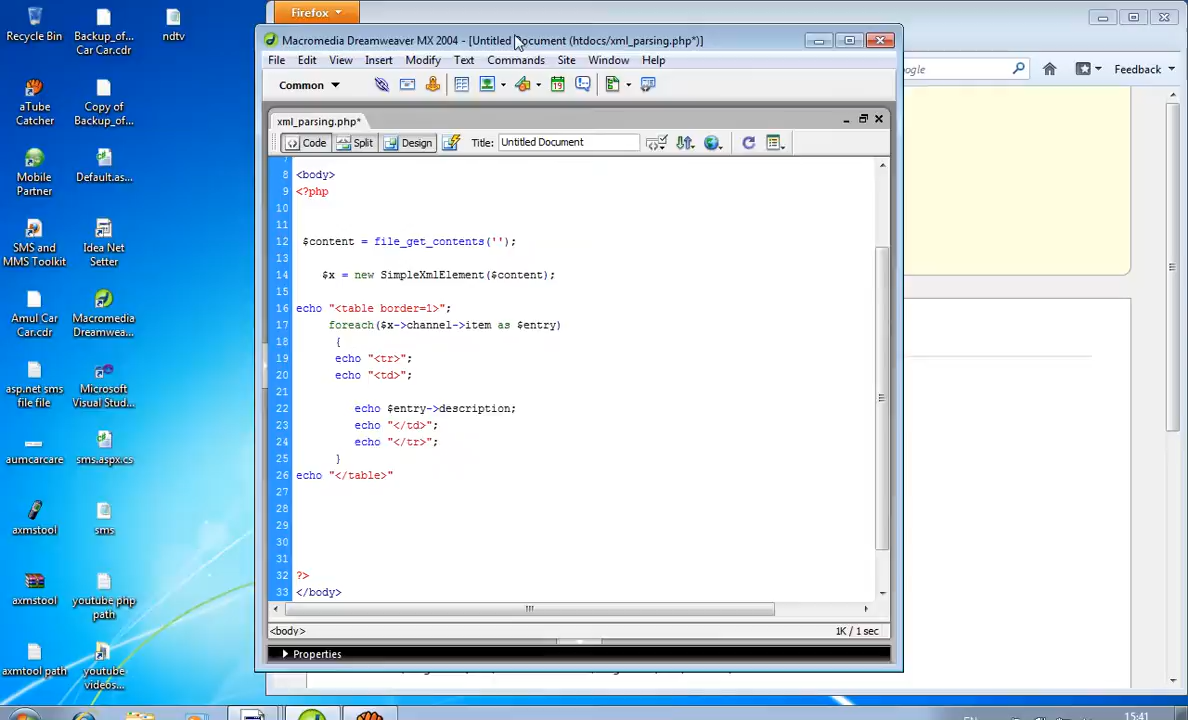 Recycle Bin
Backup_of...
Car Car.cdr
ndtv
aTube
Catcher
Copy of
Backup_of...
Mobile
Partner
Default.as...
SMS and
MMS Toolkit
Idea Net
Setter
Amul Car
Car.cdr
Macromedia
Dreamwea...
asp.net sms
file file
Microsoft
Visual Stud...
aumcarcare
sms.aspx.cs
axmstool
sms
axmstool
youtube php
path
axmtool path
youtube
videos...
Firefox
Macromedia Dreamweaver MX 2004 - [Untitled Document (htdocs/xml_parsing.php*)]
File Edit View Insert Modify Text Commands Site Window Help
Common
ogle
Feedback
xml_parsing.php*
Code Split Design Title: Untitled Document
7
8 <body>
9 <?php
10
11
12 $content = file_get_contents('');
13
14 $x = new SimpleXmlElement($content);
15
16 echo "<table border=1>";
17 foreach($x->channel->item as $entry)
18 {
19 echo "<tr>";
20 echo "<td>";
21
22 echo $entry->description;
23 echo "</td>";
24 echo "</tr>";
25 }
26 echo "</table>"
27
28
29
30
31
32 ?>
33 </body>
<body>
1K / 1 sec
Properties
15:41